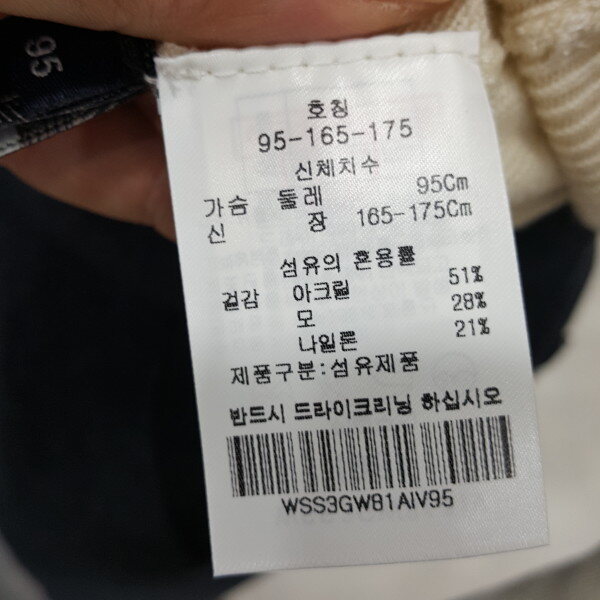 95
호칭
95-165-175
신체치수
가슴 둘레 95Cm
신 장 165-175Cm
섬유의 혼용률
겉감 아크릴 51%
모 28%
나일론 21%
제품구분:섬유제품
반드시 드라이크리닝 하십시오
WSS3GW81AIV95